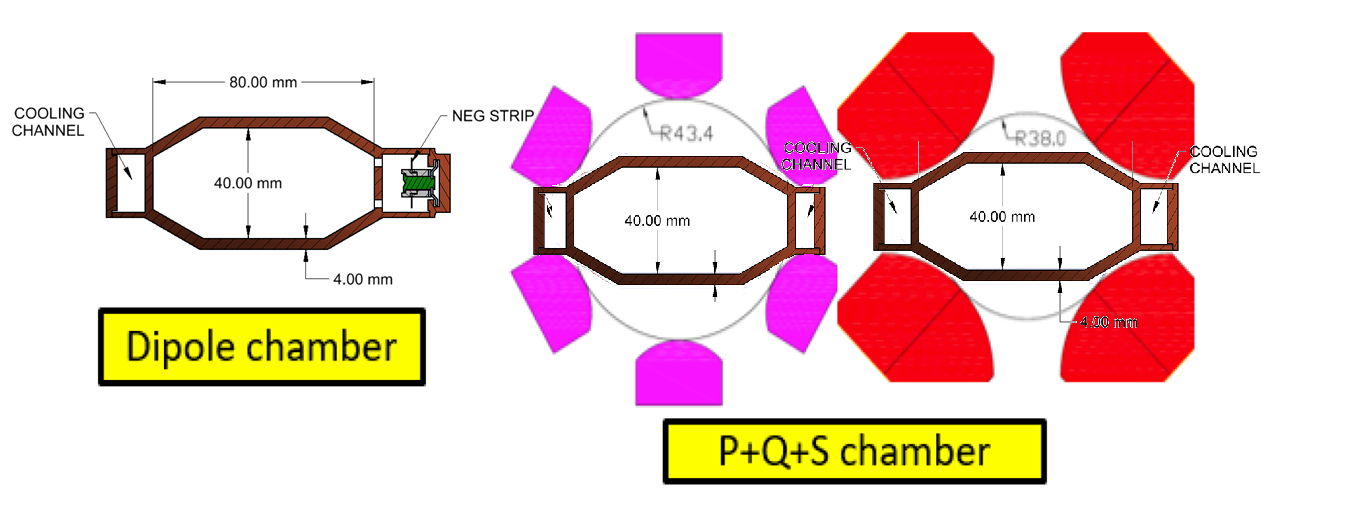 80.00 mm
COOLING
CHANNEL
NEG STRIP
40.00 mm
4.00 mm
Dipole chamber
R43.4
COOLING
CHANNEL
40.00 mm
R38.0
COOLING
CHANNEL
40.00 mm
4.00 mm
P+Q+S chamber